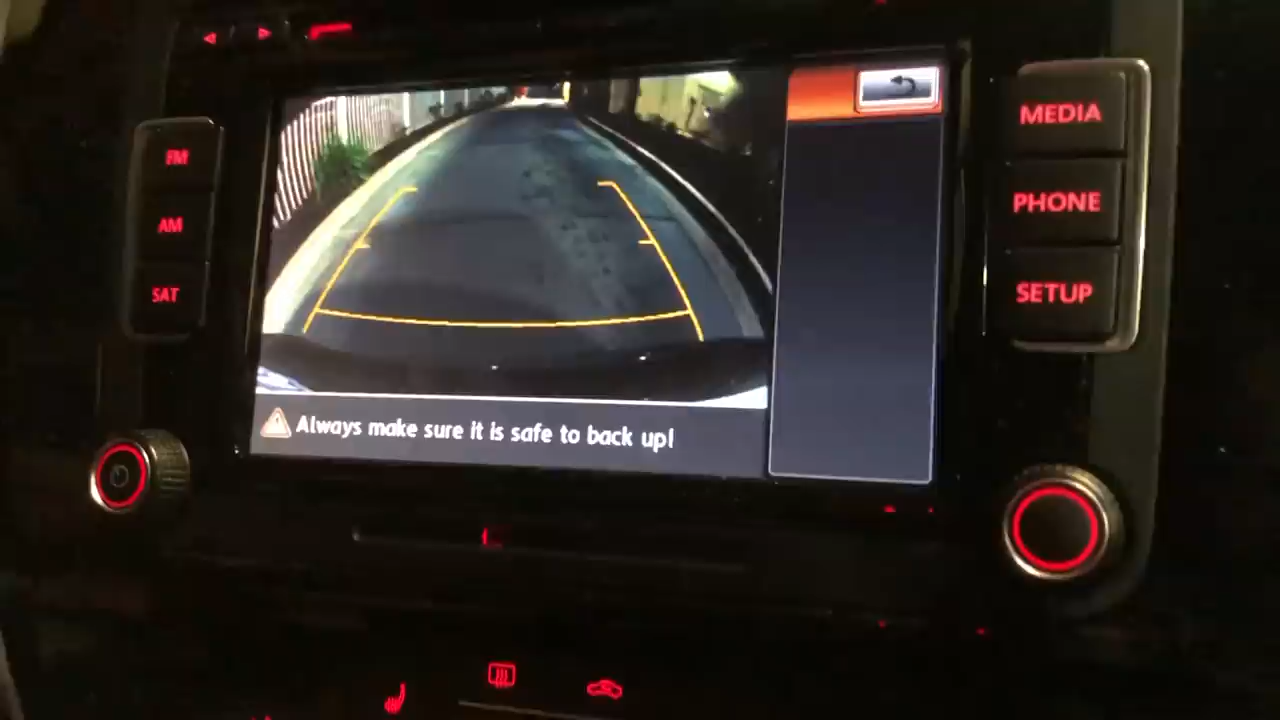 FM
AM
SAT
MEDIA
PHONE
SETUP
Always make sure it is safe to back up!